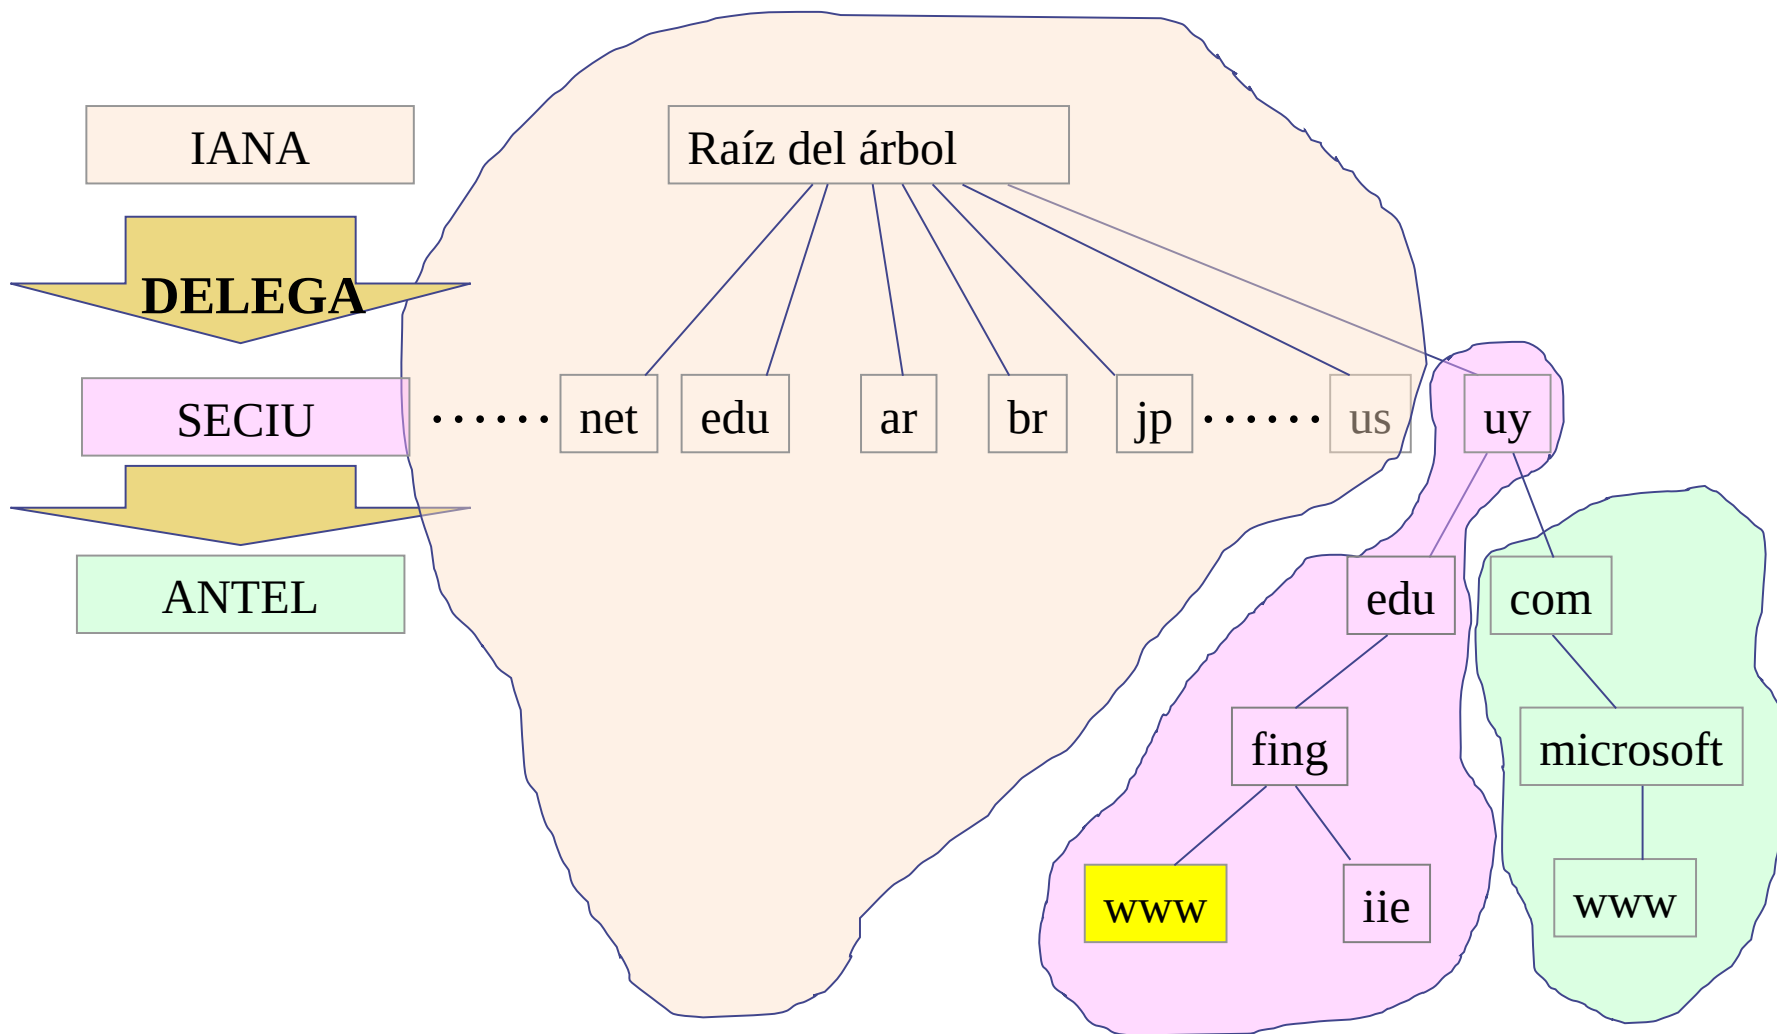 IANA
Raíz del árbol
DELEGA
SECIU
...... net edu ar br jp ...... us uy
ANTEL
edu com
fing microsoft
www iie www